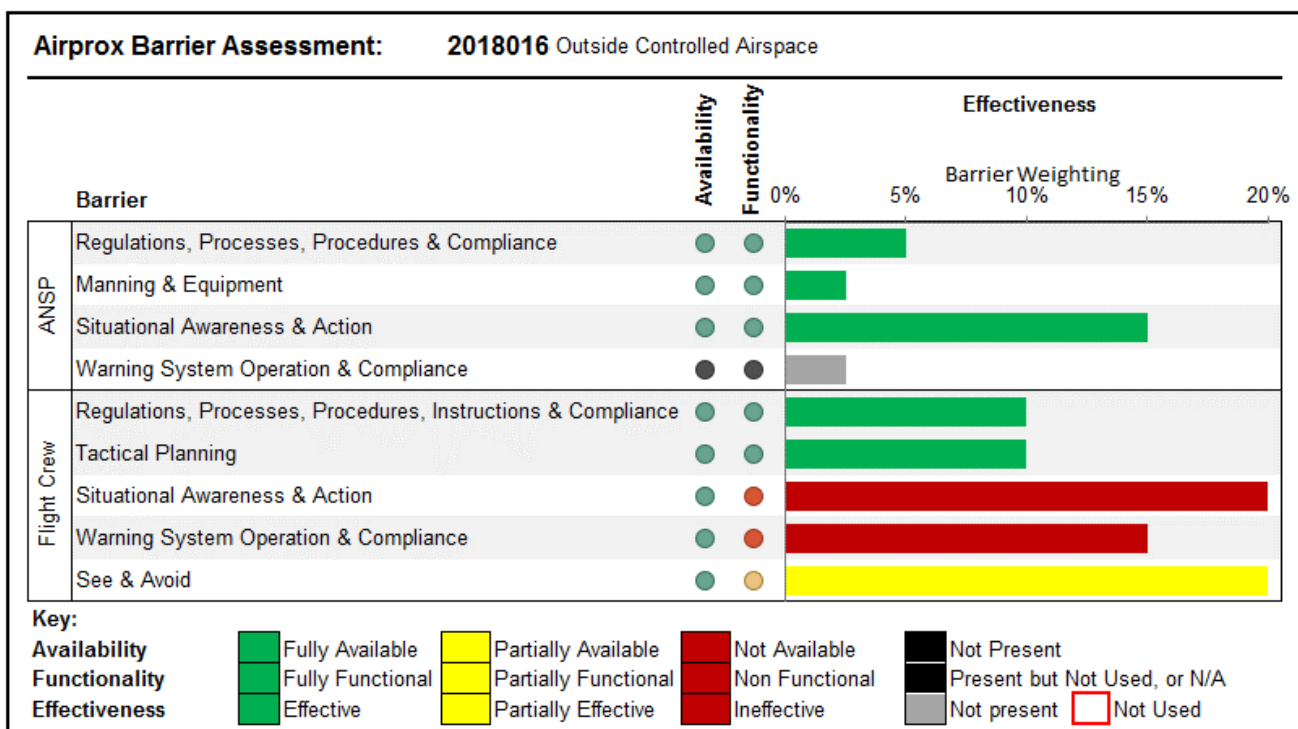 Airprox Barrier Assessment: 2018016 Outside Controlled Airspace
Availability
Functionality
Effectiveness
Barrier Weighting
Barrier
0% 5% 10% 15% 20%
ANSP
Regulations, Processes, Procedures & Compliance
Manning & Equipment
Situational Awareness & Action
Warning System Operation & Compliance
Flight Crew
Regulations, Processes, Procedures, Instructions & Compliance
Tactical Planning
Situational Awareness & Action
Warning System Operation & Compliance
See & Avoid
Key:
Availability Fully Available Partially Available Not Available Not Present
Functionality Fully Functional Partially Functional Non Functional Present but Not Used, or N/A
Effectiveness Effective Partially Effective Ineffective Not present Not Used